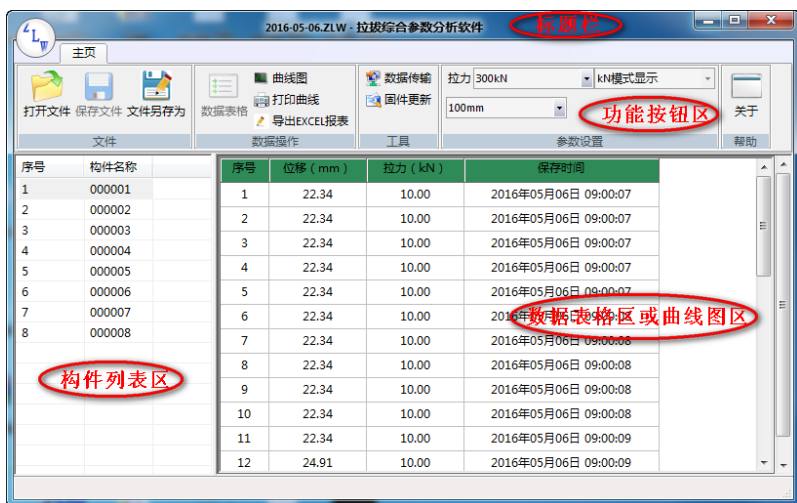 2016-05-06.ZLW - 拉拔综合参数分析软件
标题栏
ZLW
主页
打开文件 保存文件 文件另存为
文件
数据表格
曲线图
打印曲线
导出EXCEL报表
数据操作
数据传输
固件更新
工具
拉力 300kN kN模式显示
100mm
功能按钮区
参数设置
关于
帮助
序号 构件名称
1 000001
2 000002
3 000003
4 000004
5 000005
6 000006
7 000007
8 000008
构件列表区
序号 位移(mm) 拉力(kN) 保存时间
1 22.34 10.00 2016年05月06日 09:00:07
2 22.34 10.00 2016年05月06日 09:00:07
3 22.34 10.00 2016年05月06日 09:00:07
4 22.34 10.00 2016年05月06日 09:00:07
5 22.34 10.00 2016年05月06日 09:00:07
6 22.34 10.00 2016年05月06日 09:00:08
数据表格区或曲线图区
7 22.34 10.00 2016年05月06日 09:00:08
8 22.34 10.00 2016年05月06日 09:00:08
9 22.34 10.00 2016年05月06日 09:00:08
10 22.34 10.00 2016年05月06日 09:00:08
11 22.34 10.00 2016年05月06日 09:00:09
12 24.91 10.00 2016年05月06日 09:00:09